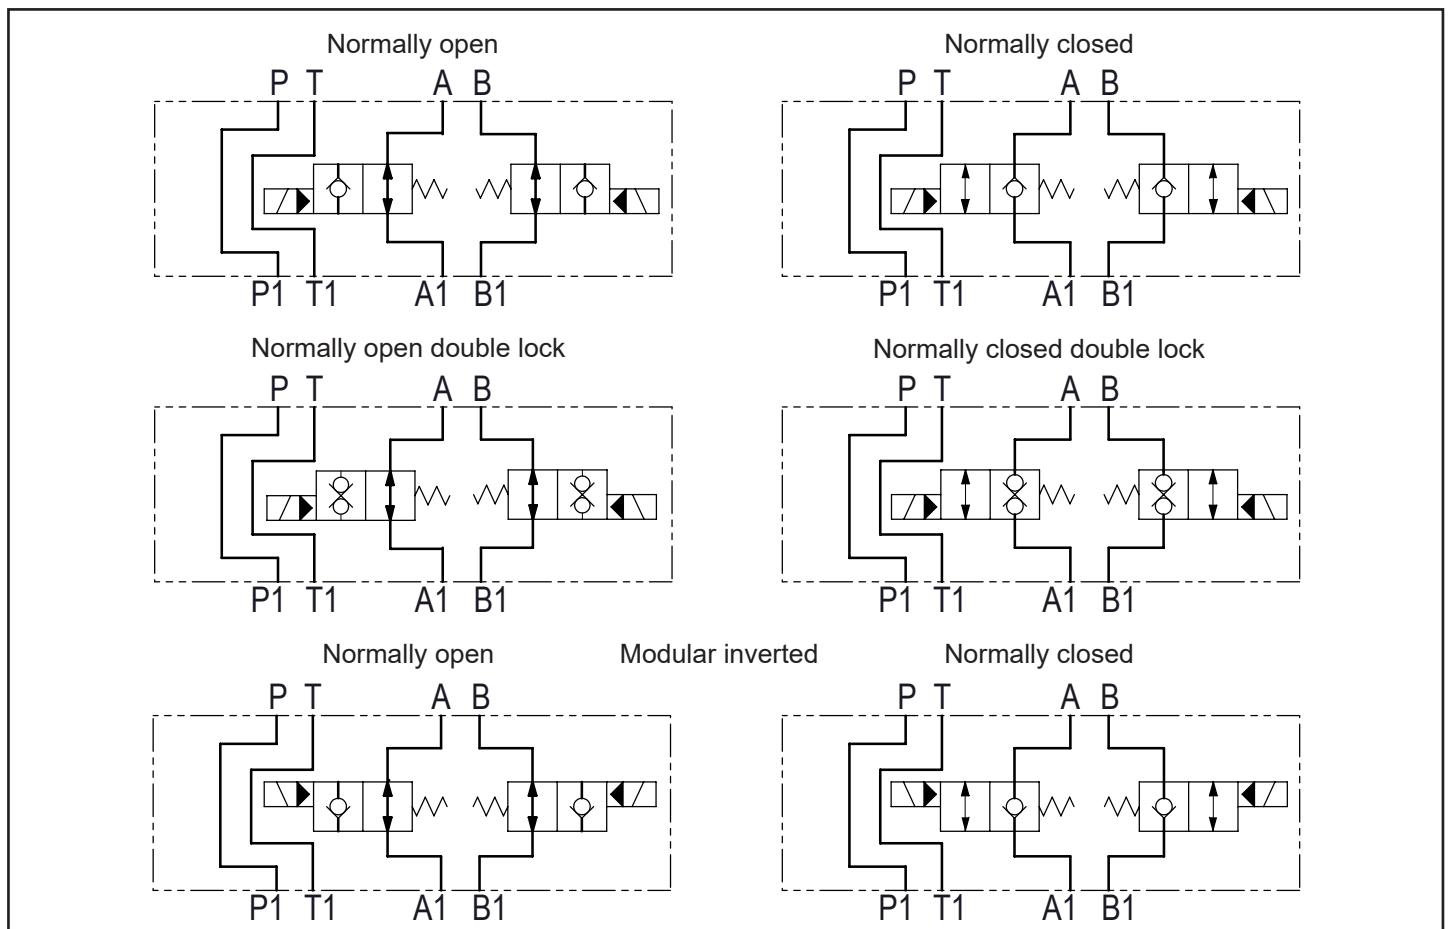 Normally open Normally closed
P T A B P T A B
P1 T1 A1 B1 P1 T1 A1 B1
Normally open double lock Normally closed double lock
P T A B P T A B
P1 T1 A1 B1 P1 T1 A1 B1
Normally open Modular inverted Normally closed
P T A B P T A B
P1 T1 A1 B1 P1 T1 A1 B1